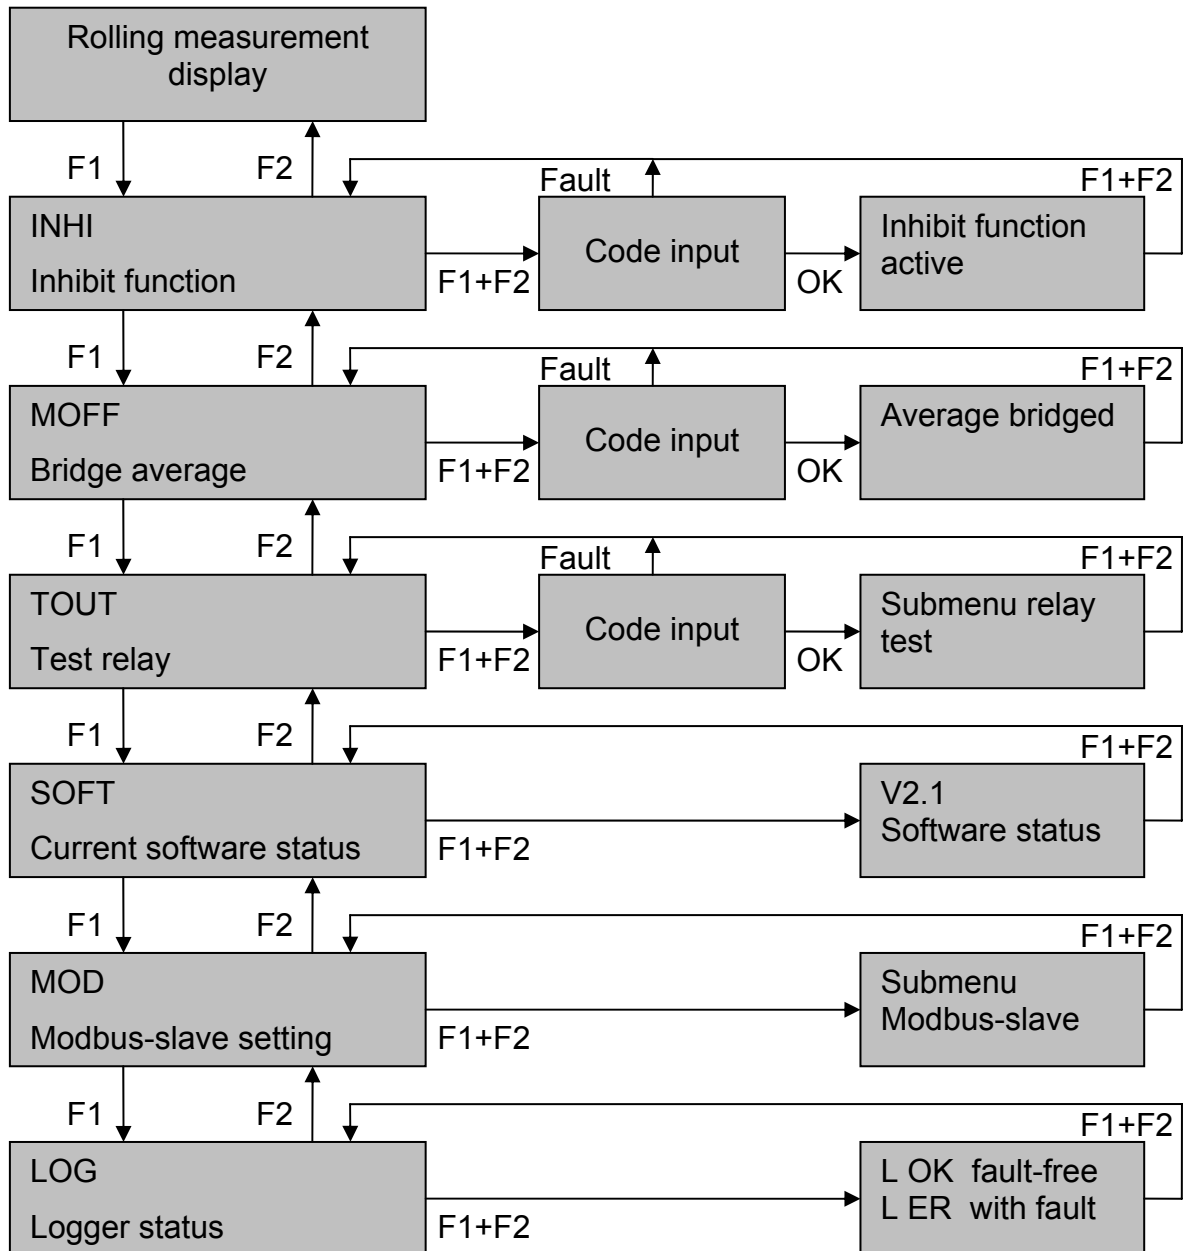 Rolling measurement
display
F1 F2
Fault F1+F2
INHI
Inhibit function
F1+F2
Code input
OK
Inhibit function
active
F1 F2
Fault F1+F2
MOFF
Bridge average
F1+F2
Code input
OK
Average bridged
F1 F2
Fault F1+F2
TOUT
Test relay
F1+F2
Code input
OK
Submenu relay
test
F1 F2
F1+F2
SOFT
Current software status
F1+F2
V2.1
Software status
F1 F2
F1+F2
MOD
Modbus-slave setting
F1+F2
Submenu
Modbus-slave
F1 F2
F1+F2
LOG
Logger status
F1+F2
L OK fault-free
L ER with fault